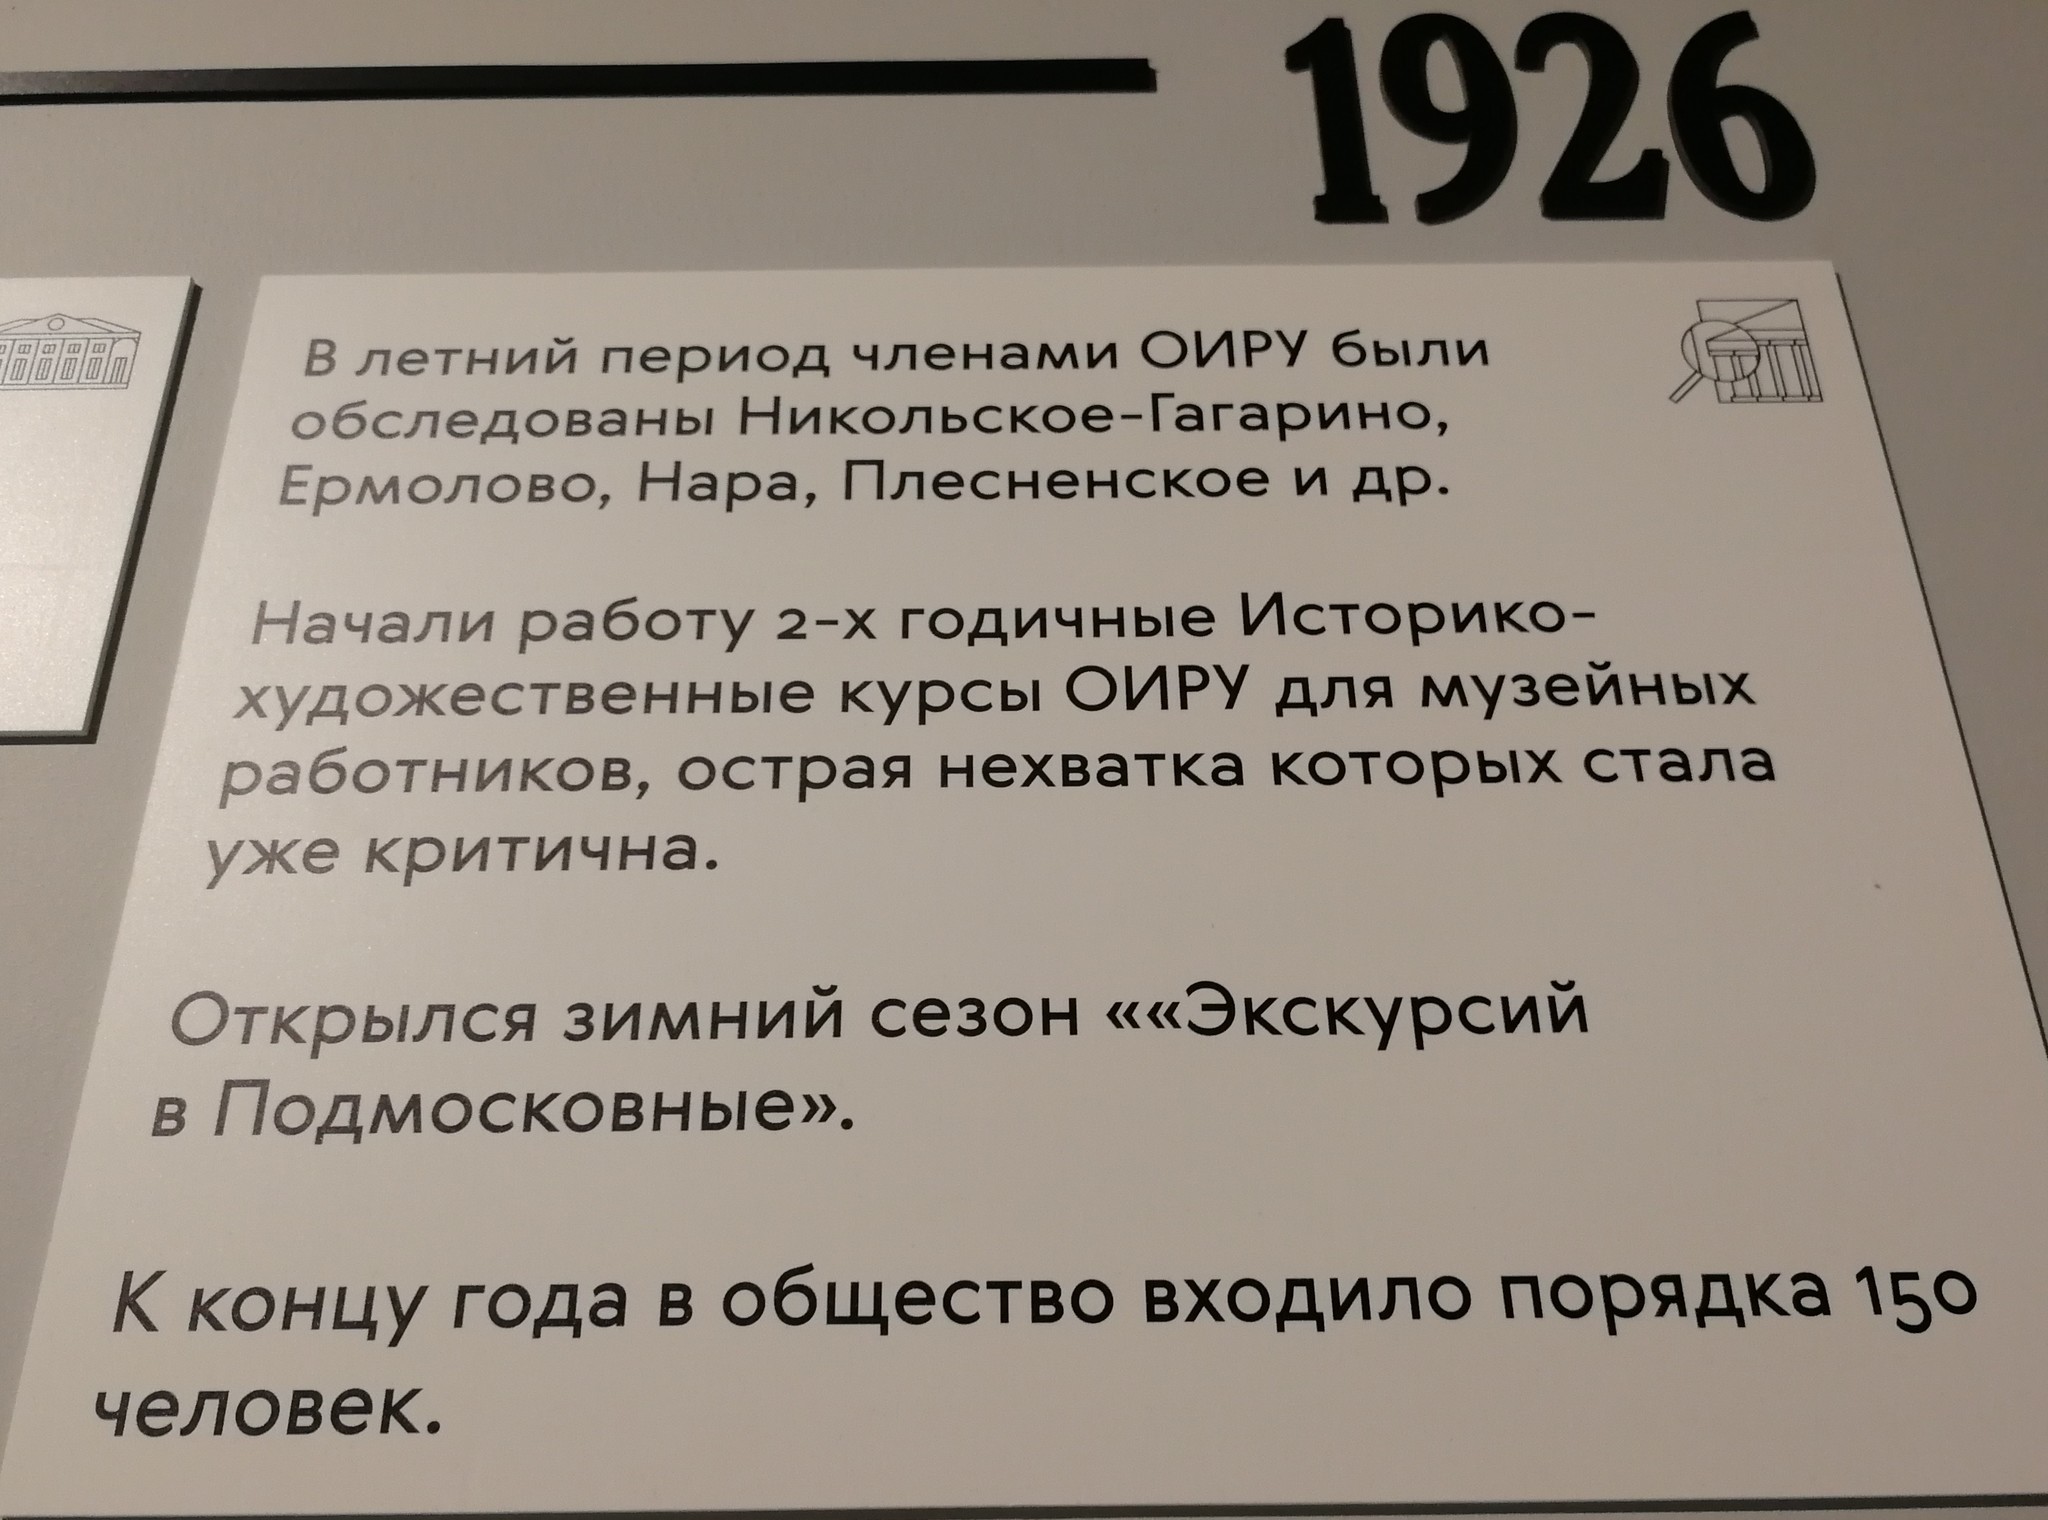 1926
В летний период членами ОИРУ были
обследованы Никольское-Гагарино,
Ермолово, Нара, Плесненское и др.
Начали работу 2-х годичные Историко-
художественные курсы ОИРУ для музейных
работников, острая нехватка которых стала
уже критична.
Открылся зимний сезон ««Экскурсий
в Подмосковные».
К концу года в общество входило порядка 150
человек.